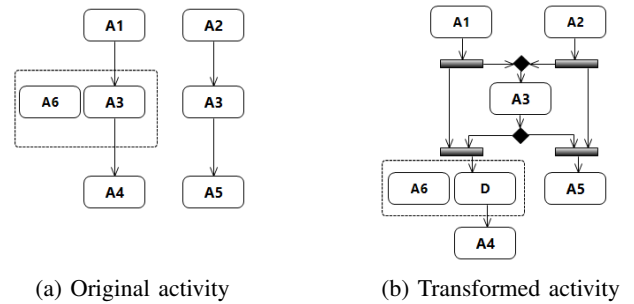 A1 A2
A6 A3 A3
A4 A5
(a) Original activity
A1 A2
A3
A6 D A5
A4
(b) Transformed activity